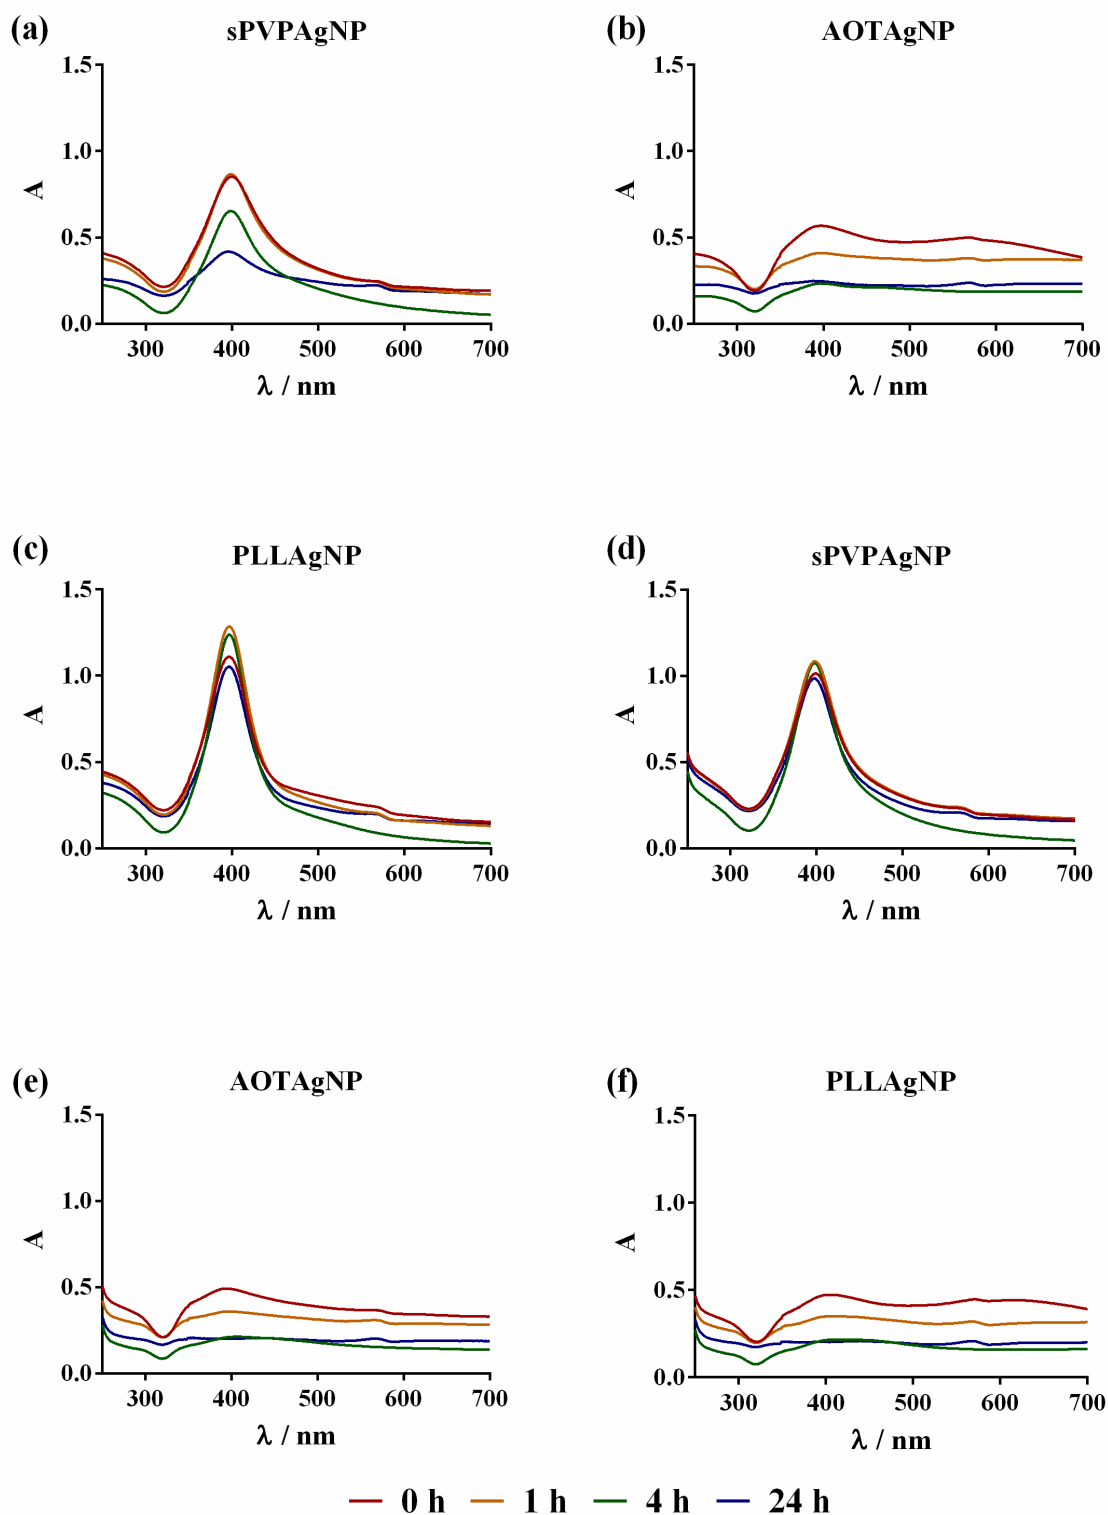 (a) sPVPAgNP
1.5
1.0
0.5
0.0
A
300 400 500 600 700
λ / nm
(b) AOTAgNP
1.5
1.0
0.5
0.0
A
300 400 500 600 700
λ / nm
(c) PLLAgNP
1.5
1.0
0.5
0.0
A
300 400 500 600 700
λ / nm
(d) sPVPAgNP
1.5
1.0
0.5
0.0
A
300 400 500 600 700
λ / nm
(e) AOTAgNP
1.5
1.0
0.5
0.0
A
300 400 500 600 700
λ / nm
(f) PLLAgNP
1.5
1.0
0.5
0.0
A
300 400 500 600 700
λ / nm
0 h 1 h 4 h 24 h